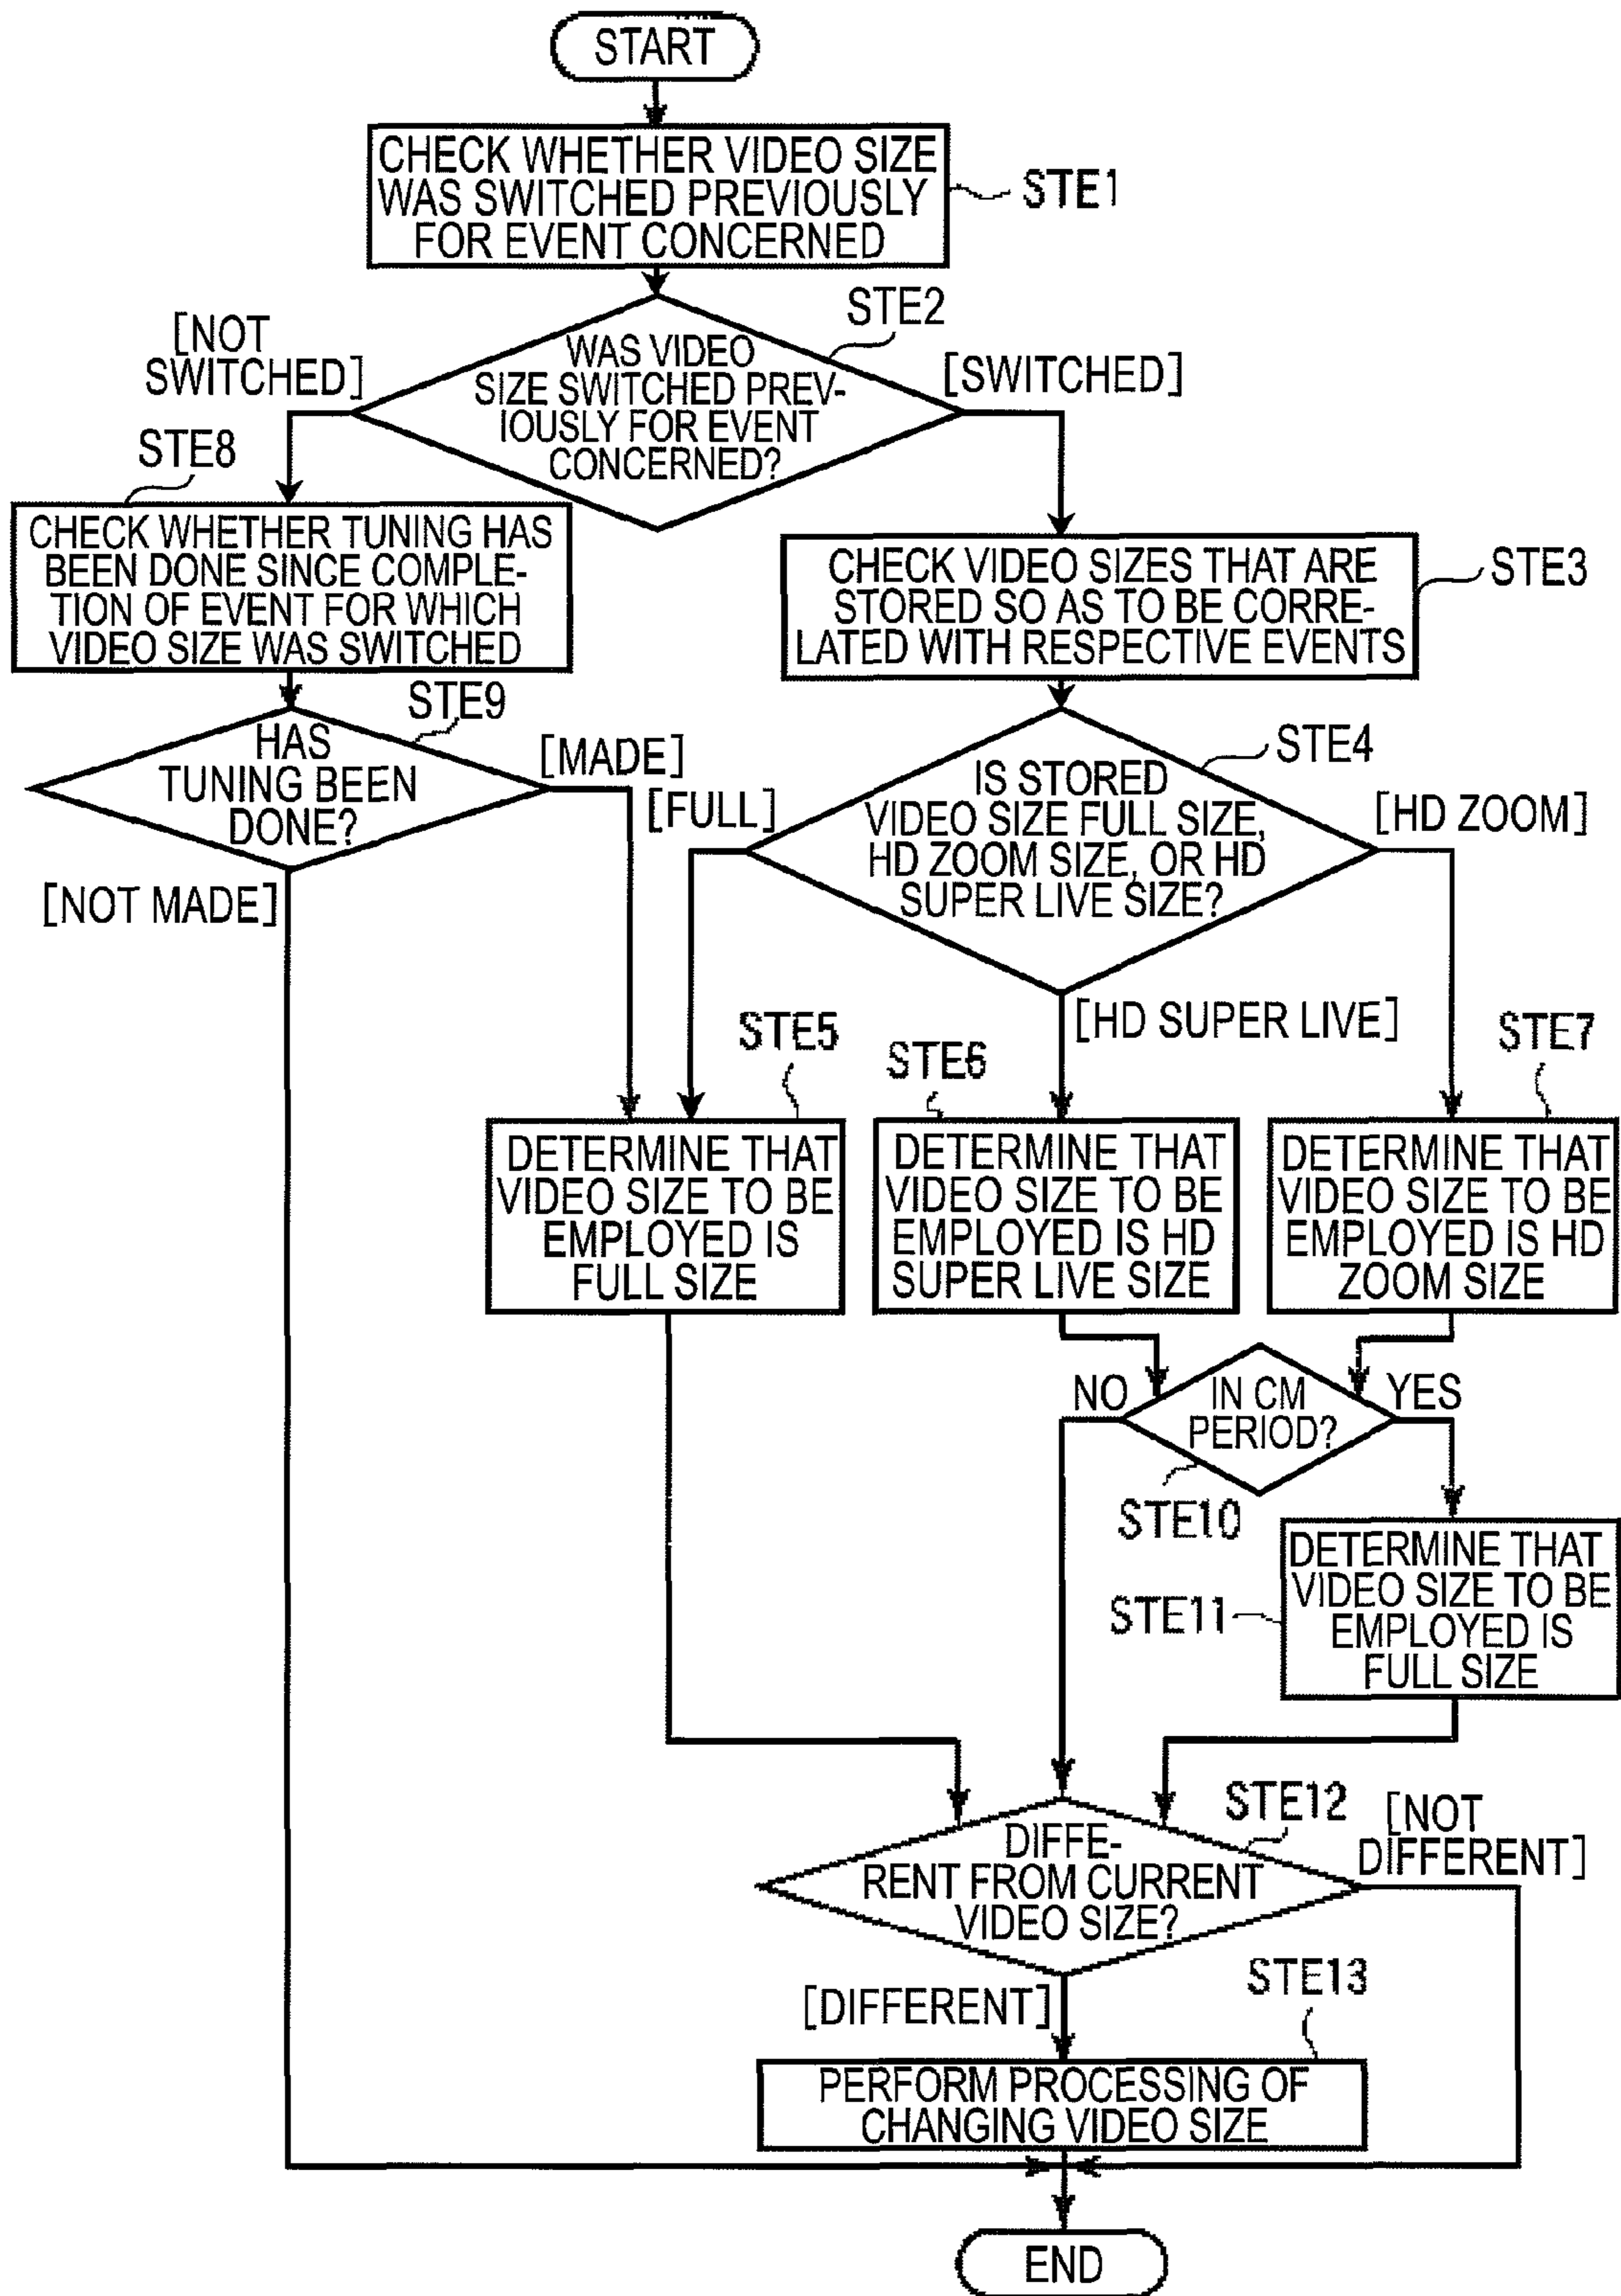 START
CHECK WHETHER VIDEO SIZE
WAS SWITCHED PREVIOUSLY
FOR EVENT CONCERNED
STE1
STE2
[NOT
SWITCHED]
WAS VIDEO
SIZE SWITCHED PREV-
IOUSLY FOR EVENT
CONCERNED?
[SWITCHED]
STE8
CHECK WHETHER TUNING HAS
BEEN DONE SINCE COMPLE-
TION OF EVENT FOR WHICH
VIDEO SIZE WAS SWITCHED
CHECK VIDEO SIZES THAT ARE
STORED SO AS TO BE CORRE-
LATED WITH RESPECTIVE EVENTS
STE3
STE9
HAS
TUNING BEEN
DONE?
[MADE]
[NOT MADE]
STE4
IS STORED
VIDEO SIZE FULL SIZE,
HD ZOOM SIZE, OR HD
SUPER LIVE SIZE?
[FULL]
[HD ZOOM]
[HD SUPER LIVE]
STE5
STE6
STE7
DETERMINE THAT
VIDEO SIZE TO BE
EMPLOYED IS
FULL SIZE
DETERMINE THAT
VIDEO SIZE TO BE
EMPLOYED IS HD
SUPER LIVE SIZE
DETERMINE THAT
VIDEO SIZE TO BE
EMPLOYED IS HD
ZOOM SIZE
NO
IN CM
PERIOD?
YES
STE10
DETERMINE THAT
VIDEO SIZE TO BE
EMPLOYED IS
FULL SIZE
STE11
STE12
DIFFE-
RENT FROM CURRENT
VIDEO SIZE?
[NOT
DIFFERENT]
[DIFFERENT]
STE13
PERFORM PROCESSING OF
CHANGING VIDEO SIZE
END